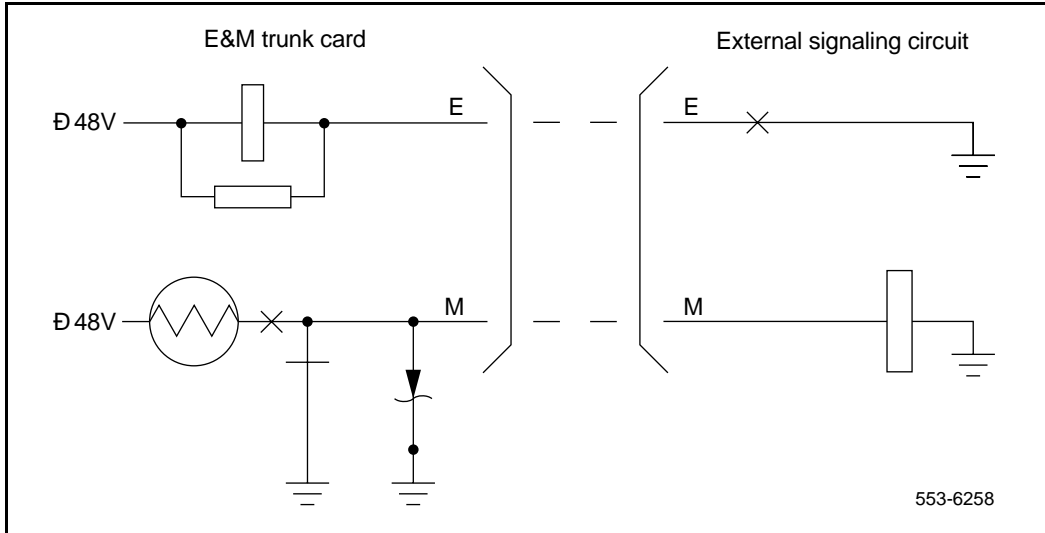 E&M trunk card
External signaling circuit
Ð 48V
E
E
Ð 48V
M
M
553-6258